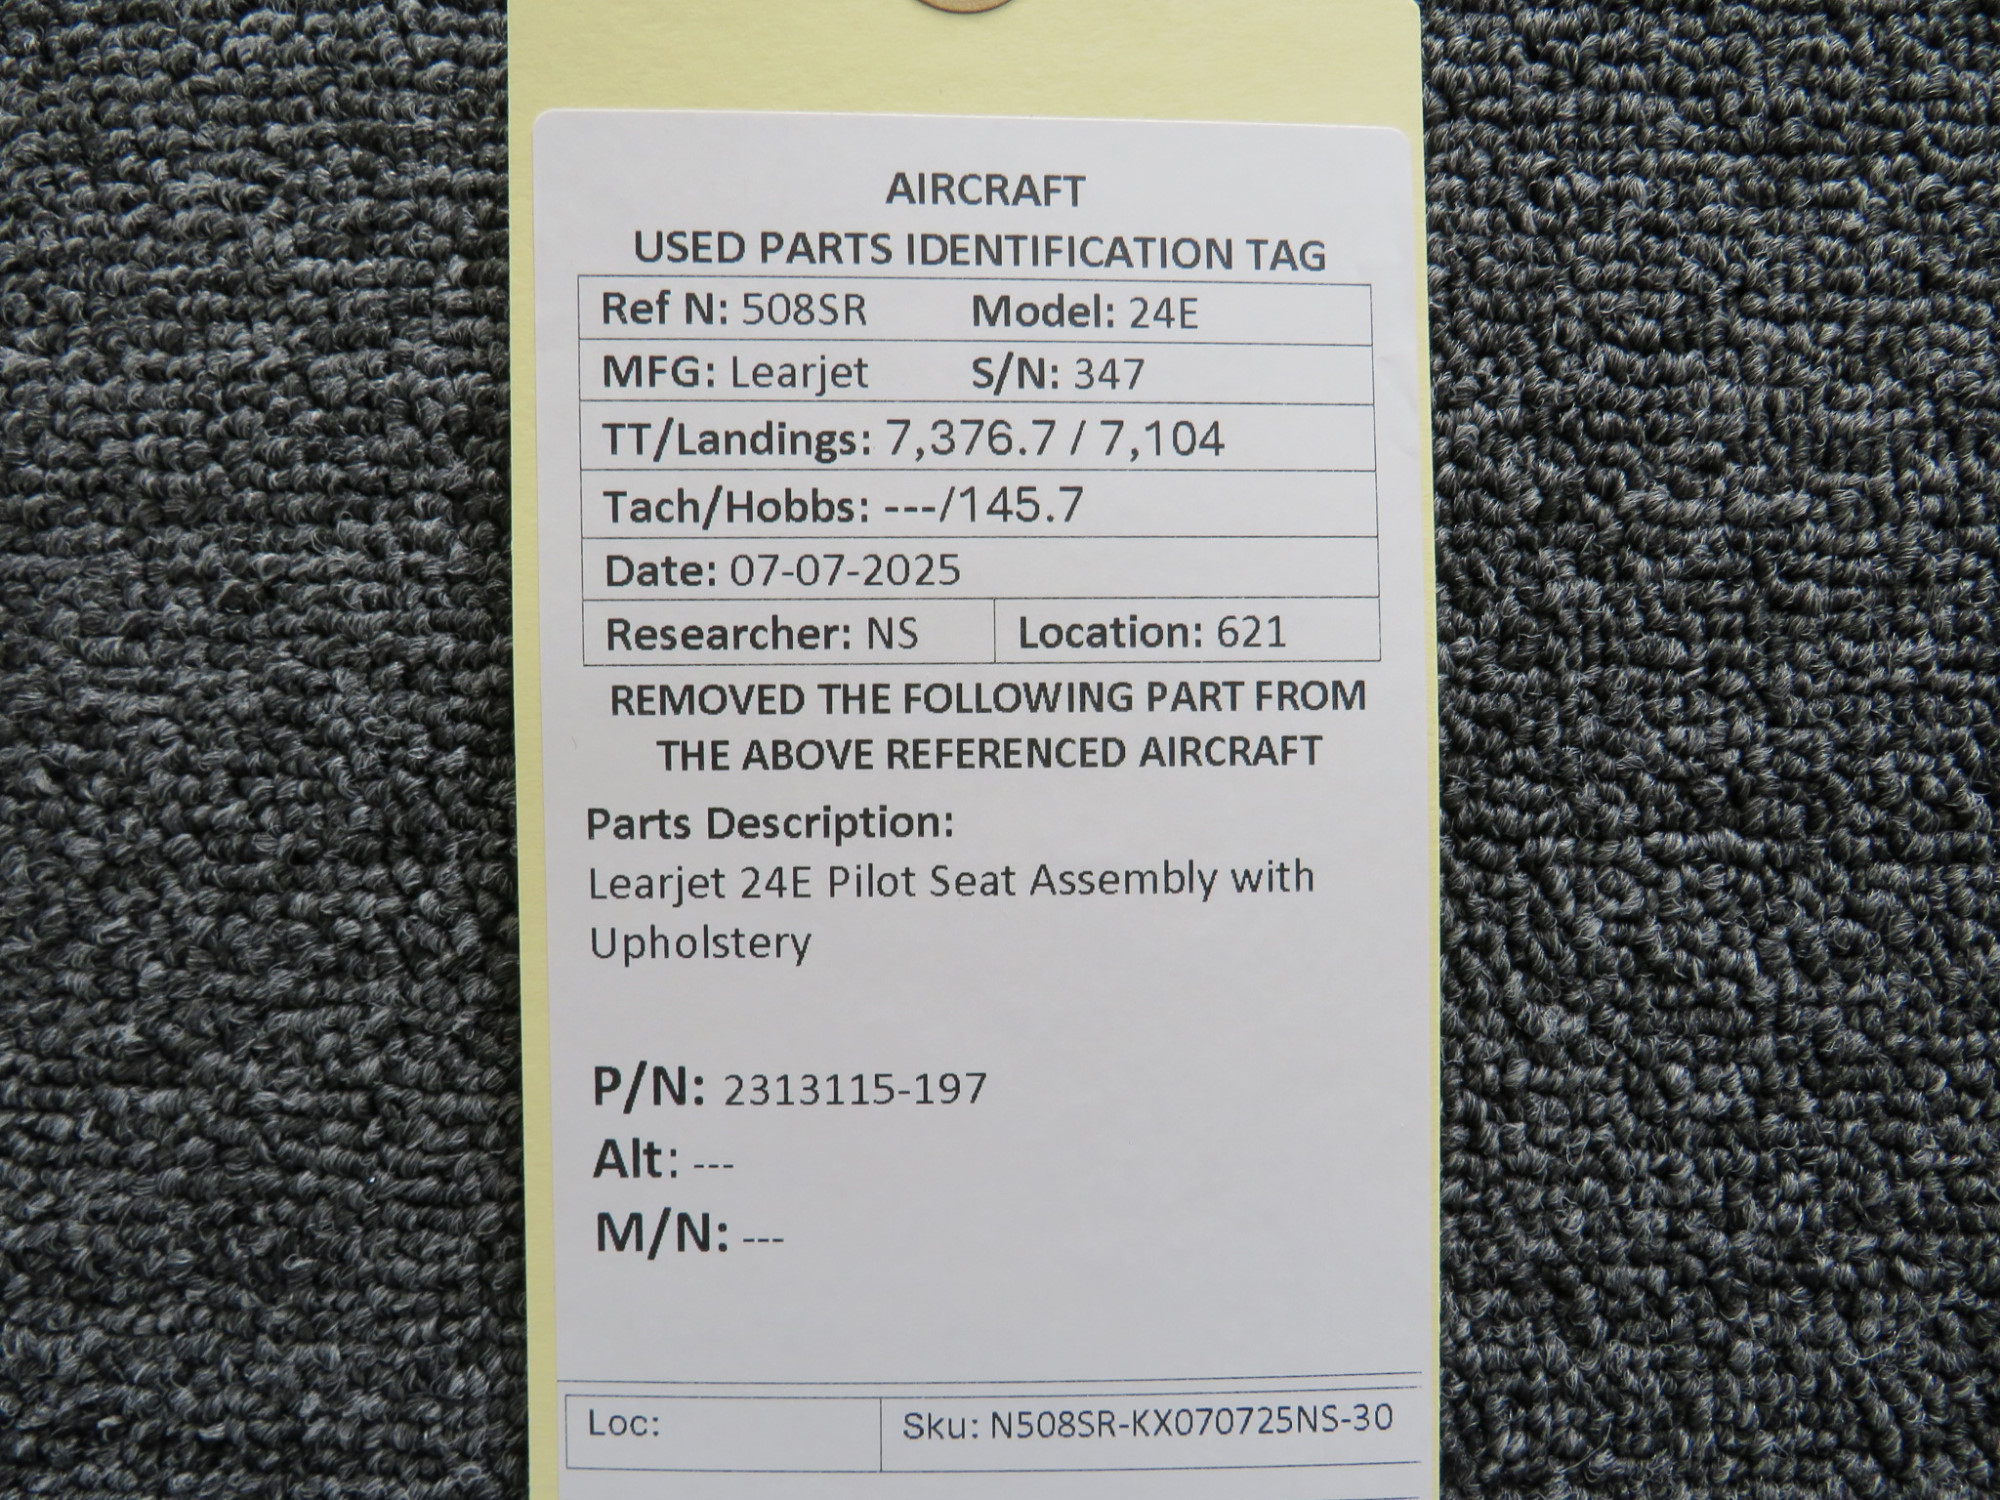 AIRCRAFT
USED PARTS IDENTIFICATION TAG
Ref N: 508SR Model: 24E
MFG: Learjet S/N: 347
TT/Landings: 7,376.7 / 7,104
Tach/Hobbs: ---/145.7
Date: 07-07-2025
Researcher: NS Location: 621
REMOVED THE FOLLOWING PART FROM
THE ABOVE REFERENCED AIRCRAFT
Parts Description:
Learjet 24E Pilot Seat Assembly with
Upholstery
P/N: 2313115-197
Alt: ---
M/N: ---
Loc: Sku: N508SR-KX070725NS-30